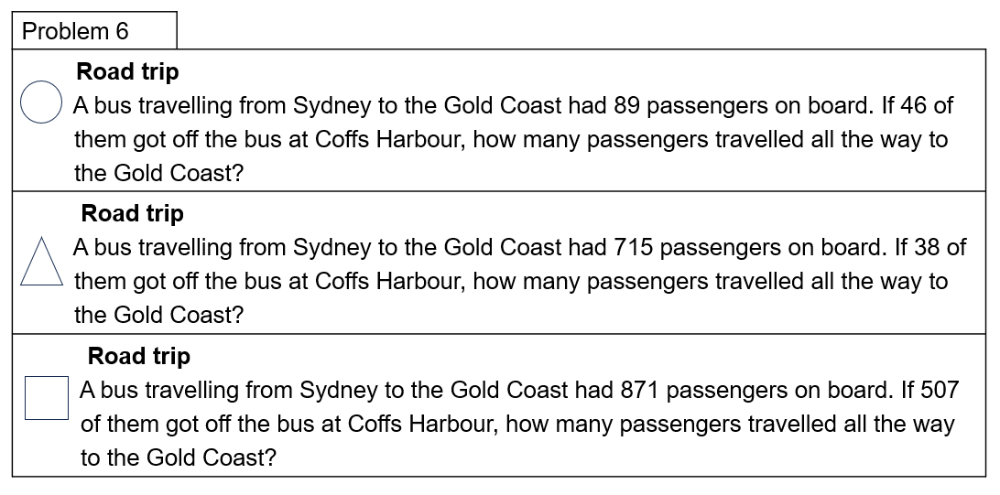 Problem 6
Road trip
A bus travelling from Sydney to the Gold Coast had 89 passengers on board. If 46 of
them got off the bus at Coffs Harbour, how many passengers travelled all the way to
the Gold Coast?
Road trip
A bus travelling from Sydney to the Gold Coast had 715 passengers on board. If 38 of
them got off the bus at Coffs Harbour, how many passengers travelled all the way to
the Gold Coast?
Road trip
A bus travelling from Sydney to the Gold Coast had 871 passengers on board. If 507
of them got off the bus at Coffs Harbour, how many passengers travelled all the way
to the Gold Coast?